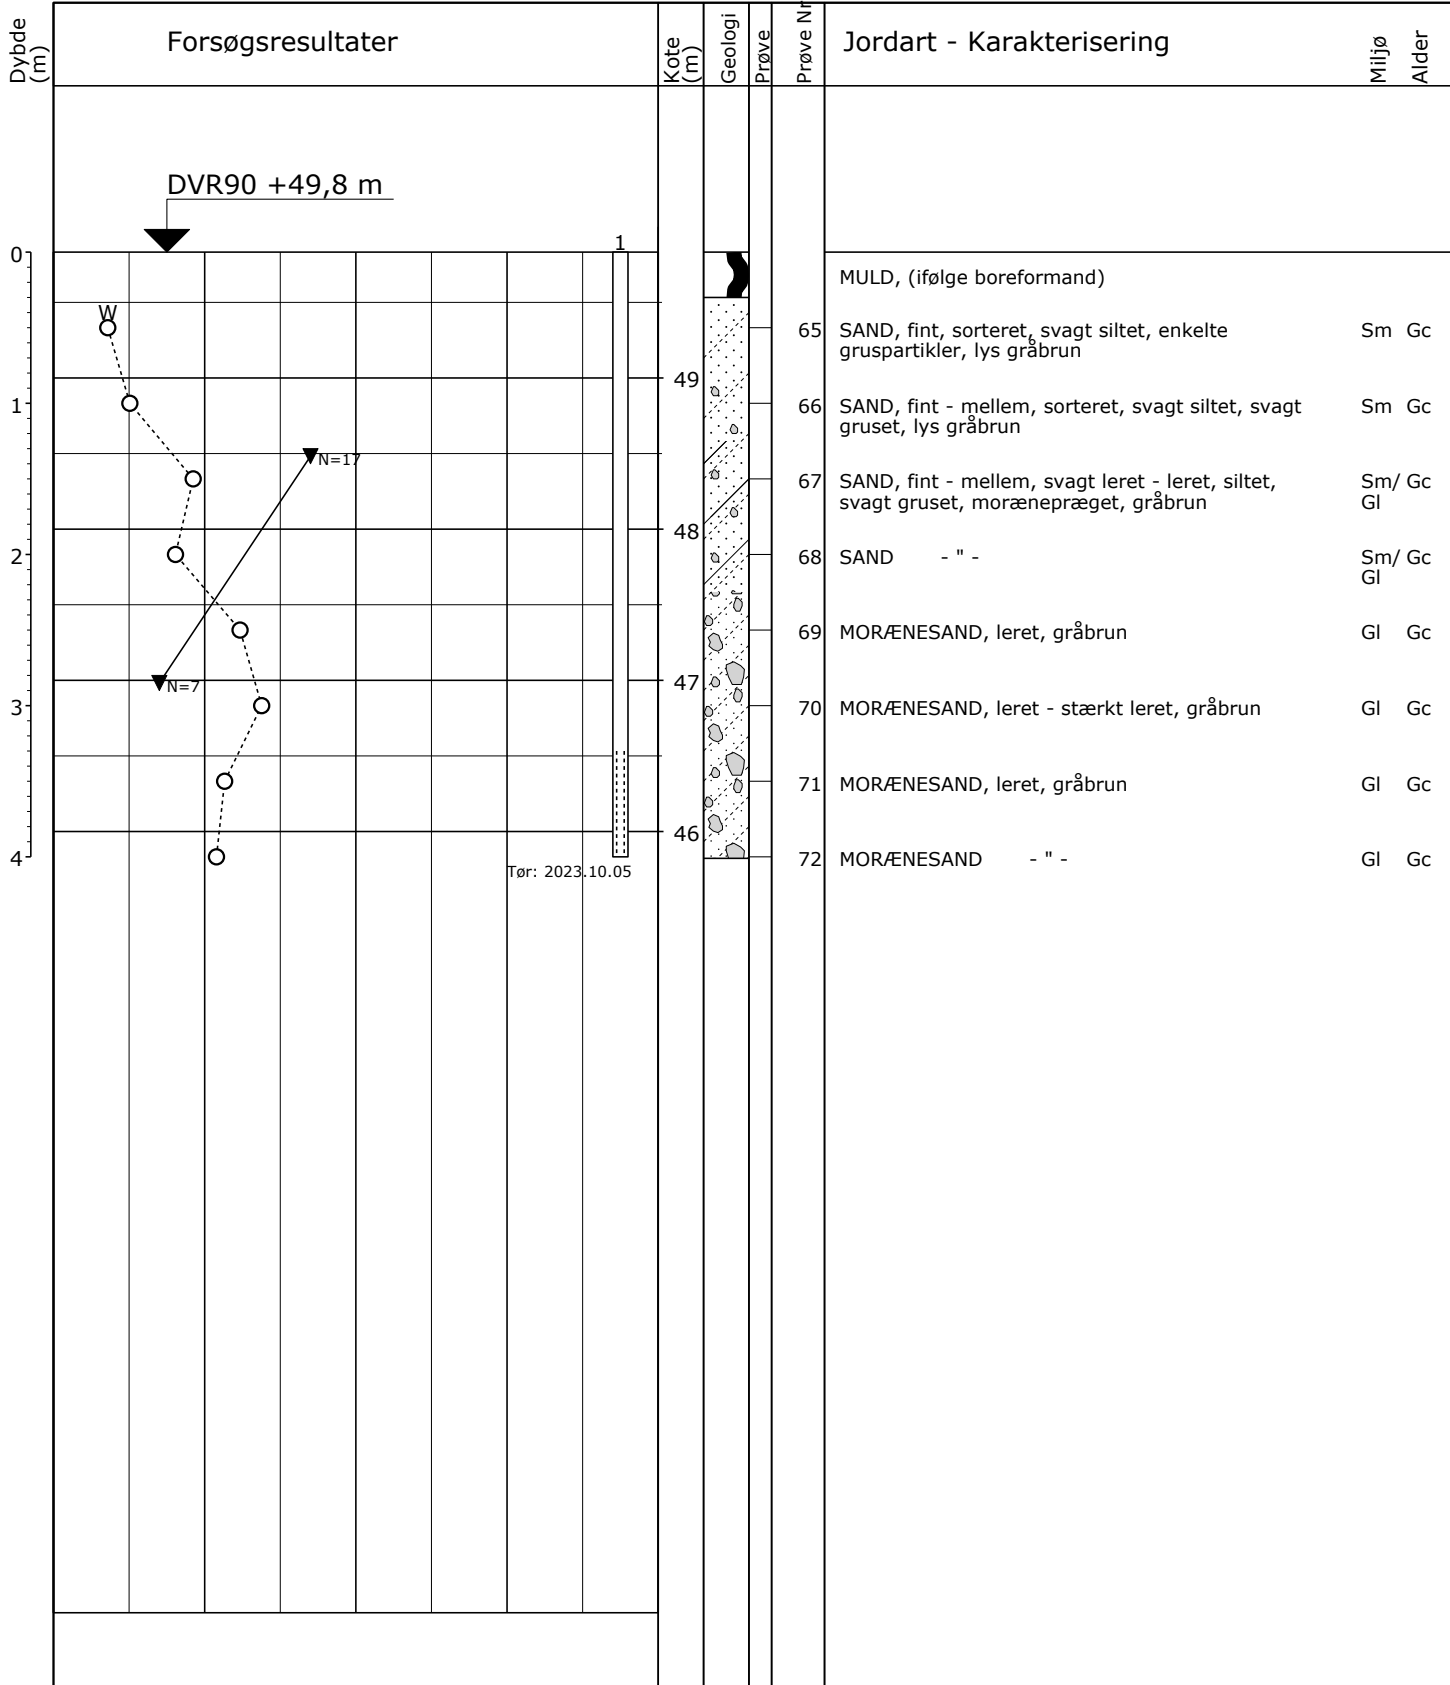 Dybde
(m)
Forsøgsresultater
Kote
(m)
Geologi
Prøve
Prøve Nr
Jordart - Karakterisering
Miljø
Alder
DVR90 +49,8 m
0
1
MULD, (ifølge boreformand)
W
65 SAND, fint, sorteret, svagt siltet, enkelte Sm Gc
gruspartikler, lys gråbrun
49
1
66 SAND, fint - mellem, sorteret, svagt siltet, svagt Sm Gc
gruset, lys gråbrun
N=17
67 SAND, fint - mellem, svagt leret - leret, siltet, Sm/ Gc
svagt gruset, morænepræget, gråbrun Gl
48
2
68 SAND - " - Sm/ Gc
Gl
69 MORÆNESAND, leret, gråbrun Gl Gc
N=7
47
3
70 MORÆNESAND, leret - stærkt leret, gråbrun Gl Gc
71 MORÆNESAND, leret, gråbrun Gl Gc
46
4
72 MORÆNESAND - " - Gl Gc
Tør: 2023.10.05